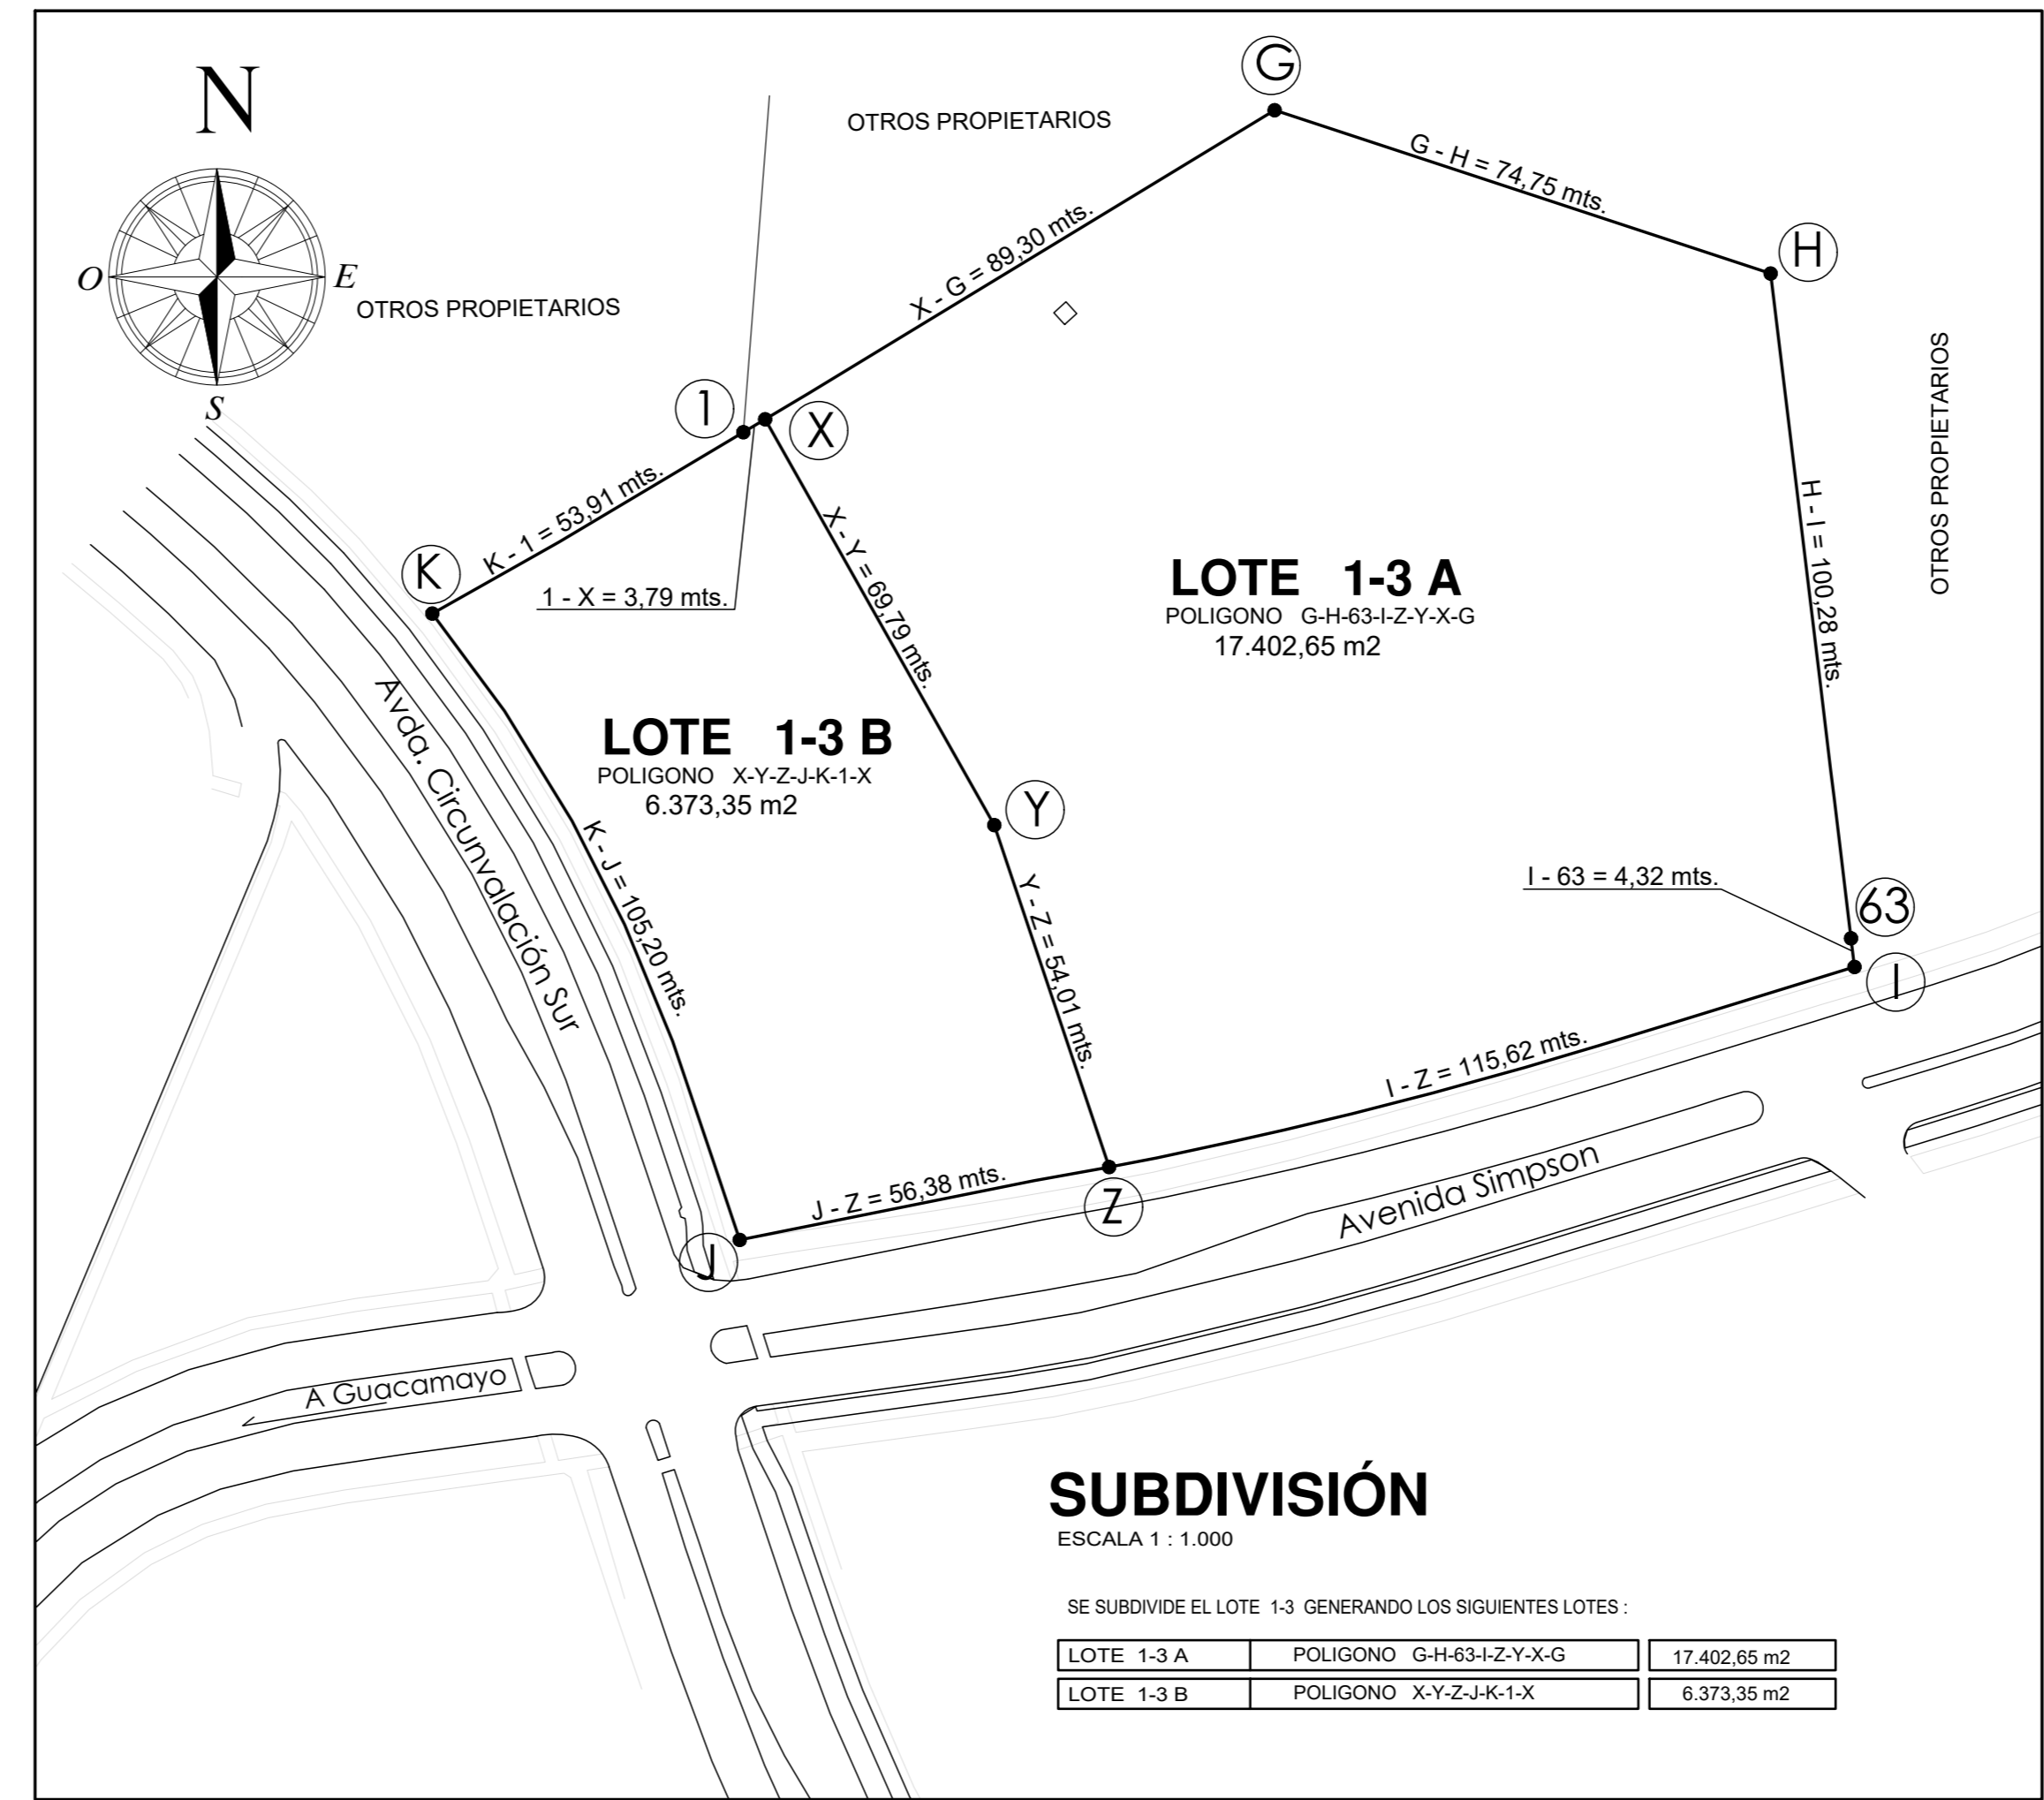 N
O
E
S
G
OTROS PROPIETARIOS
G - H = 74,75 mts.
X - G = 89,30 mts.
H
OTROS PROPIETARIOS
OTROS PROPIETARIOS
1
X
K - 1 = 53,91 mts.
K
1 - X = 3,79 mts.
X - Y = 69,79 mts.
H - I = 100,28 mts.
LOTE 1-3 A
POLIGONO G-H-63-I-Z-Y-X-G
17.402,65 m2
LOTE 1-3 B
POLIGONO X-Y-Z-J-K-1-X
6.373,35 m2
Avda. Circunvalación Sur
K - J = 105,20 mts.
Y
Y - Z = 54,01 mts.
I - 63 = 4,32 mts.
63
I
I - Z = 115,62 mts.
J - Z = 56,38 mts.
Z
J
Avenida Simpson
A Guacamayo
SUBDIVISIÓN
ESCALA 1 : 1.000
SE SUBDIVIDE EL LOTE 1-3 GENERANDO LOS SIGUIENTES LOTES :
LOTE 1-3 A POLIGONO G-H-63-I-Z-Y-X-G 17.402,65 m2
LOTE 1-3 B POLIGONO X-Y-Z-J-K-1-X 6.373,35 m2